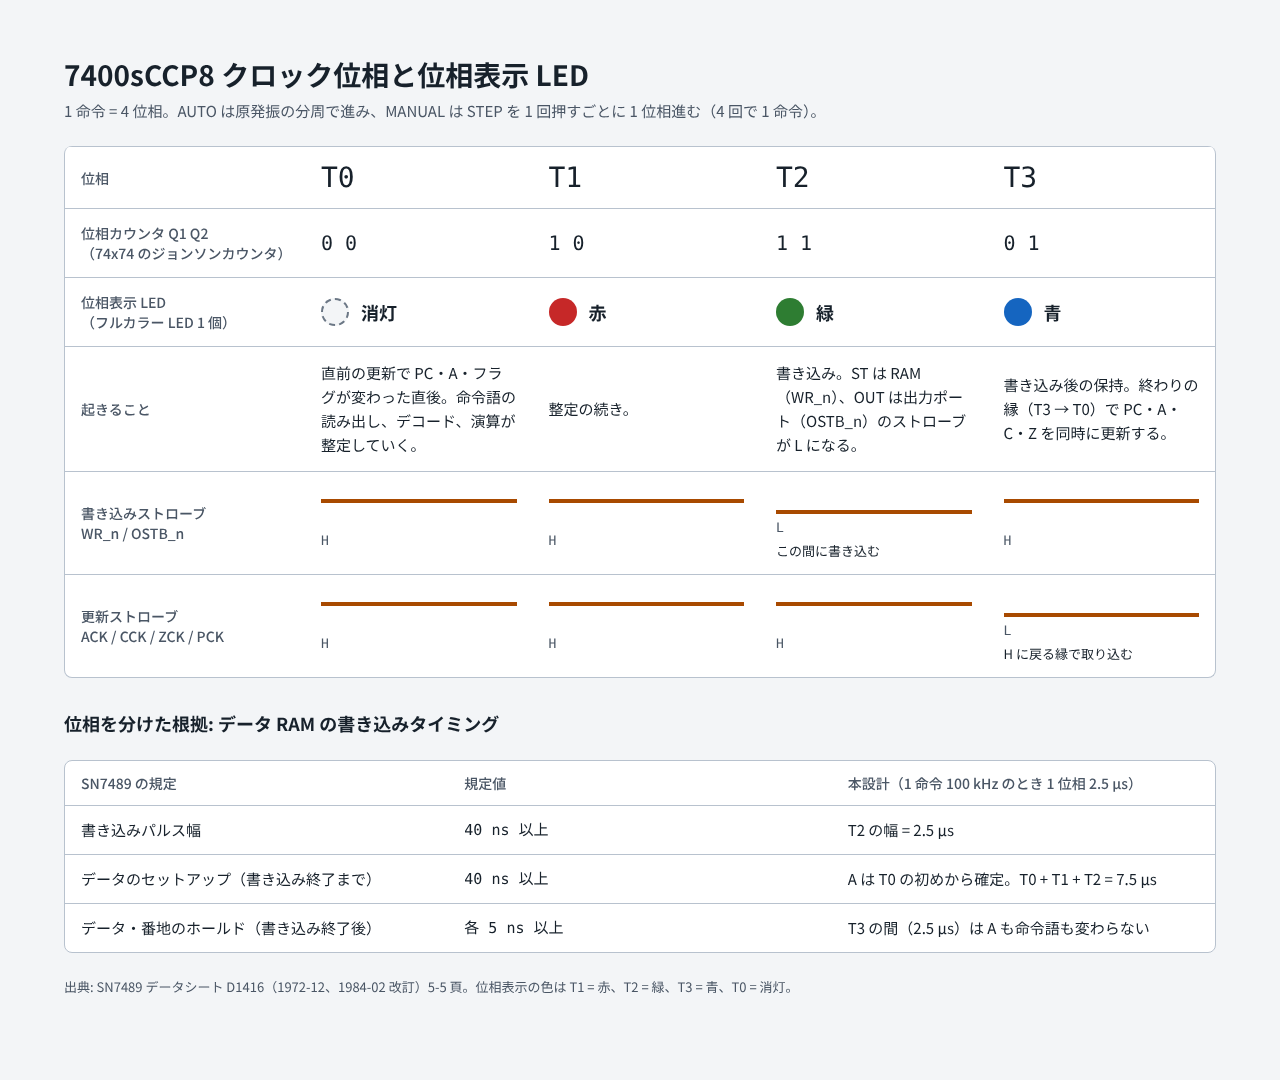 7400sCCP8 クロック位相と位相表示 LED
1 命令 = 4 位相。AUTO は原発振の分周で進み、MANUAL は STEP を 1 回押すごとに 1 位相進む（4 回で 1 命令）。
位相 T0 T1 T2 T3
位相カウンタ Q1 Q2
（74x74 のジョンソンカウンタ）
0 0 1 0 1 1 0 1
位相表示 LED
（フルカラー LED 1 個）
消灯 赤 緑 青
起きること
直前の更新で PC・A・フラ
グが変わった直後。命令語の
読み出し、デコード、演算が
整定していく。
整定の続き。
書き込み。ST は RAM
（WR_n）、OUT は出力ポー
ト（OSTB_n）のストローブ
が L になる。
書き込み後の保持。終わりの
縁（T3 → T0）で PC・A・
C・Z を同時に更新する。
書き込みストローブ
WR_n / OSTB_n
H
H
L
この間に書き込む
H
更新ストローブ
ACK / CCK / ZCK / PCK
H
H
H
L
H に戻る縁で取り込む
位相を分けた根拠: データ RAM の書き込みタイミング
SN7489 の規定 規定値 本設計（1 命令 100 kHz のとき 1 位相 2.5 µs）
書き込みパルス幅 40 ns 以上 T2 の幅 = 2.5 µs
データのセットアップ（書き込み終了まで） 40 ns 以上 A は T0 の初めから確定。T0 + T1 + T2 = 7.5 µs
データ・番地のホールド（書き込み終了後） 各 5 ns 以上 T3 の間（2.5 µs）は A も命令語も変わらない
出典: SN7489 データシート D1416（1972-12、1984-02 改訂）5-5 頁。位相表示の色は T1 = 赤、T2 = 緑、T3 = 青、T0 = 消灯。